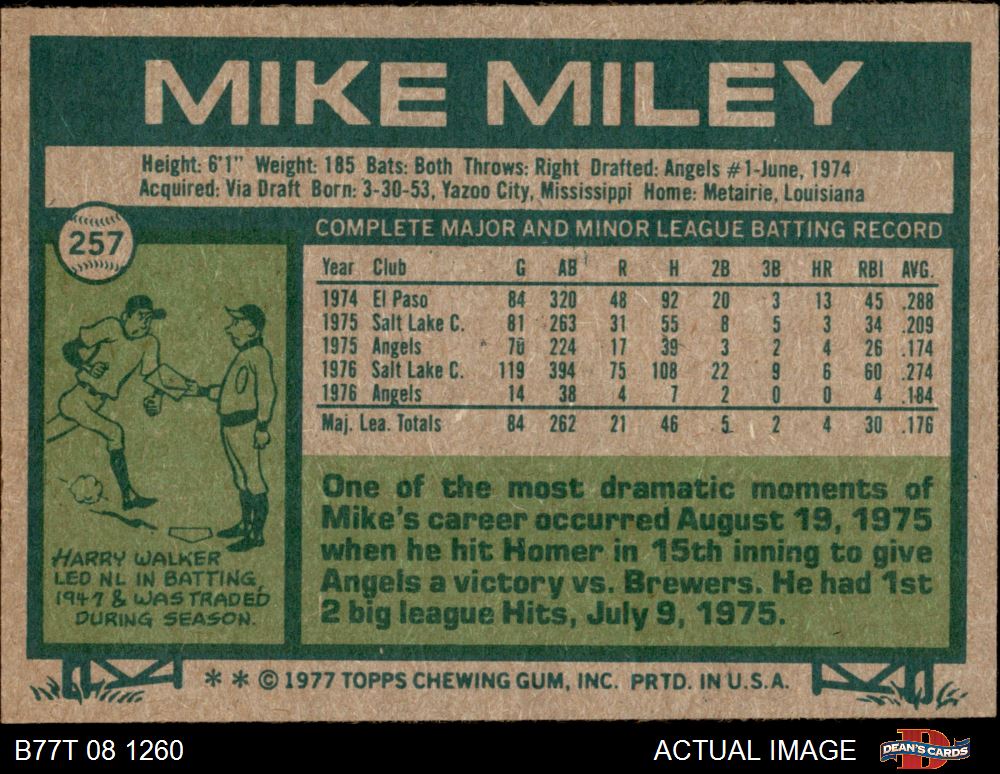 MIKE MILEY
Height: 6'1" Weight: 185 Bats: Both Throws: Right Drafted: Angels #1-June, 1974
Acquired: Via Draft Born: 3-30-53, Yazoo City, Mississippi Home: Metairie, Louisiana
257
COMPLETE MAJOR AND MINOR LEAGUE BATTING RECORD
Year Club G AB R H 2B 3B HR RBI AVG.
1974 El Paso 84 320 48 92 20 3 13 45 .288
1975 Salt Lake C. 81 263 31 55 8 5 3 34 .209
1975 Angels 70 224 17 39 3 2 4 26 .174
1976 Salt Lake C. 119 394 75 108 22 9 6 60 .274
1976 Angels 14 38 4 7 2 0 0 4 .184
Maj. Lea. Totals 84 262 21 46 5 2 4 30 .176
HARRY WALKER
LED NL IN BATTING,
1947 & WAS TRADED
DURING SEASON.
One of the most dramatic moments of
Mike's career occurred August 19, 1975
when he hit Homer in 15th inning to give
Angels a victory vs. Brewers. He had 1st
2 big league Hits, July 9, 1975.
** © 1977 TOPPS CHEWING GUM, INC. PRTD. IN U.S.A.
B77T 08 1260 ACTUAL IMAGE DEAN'S CARDS